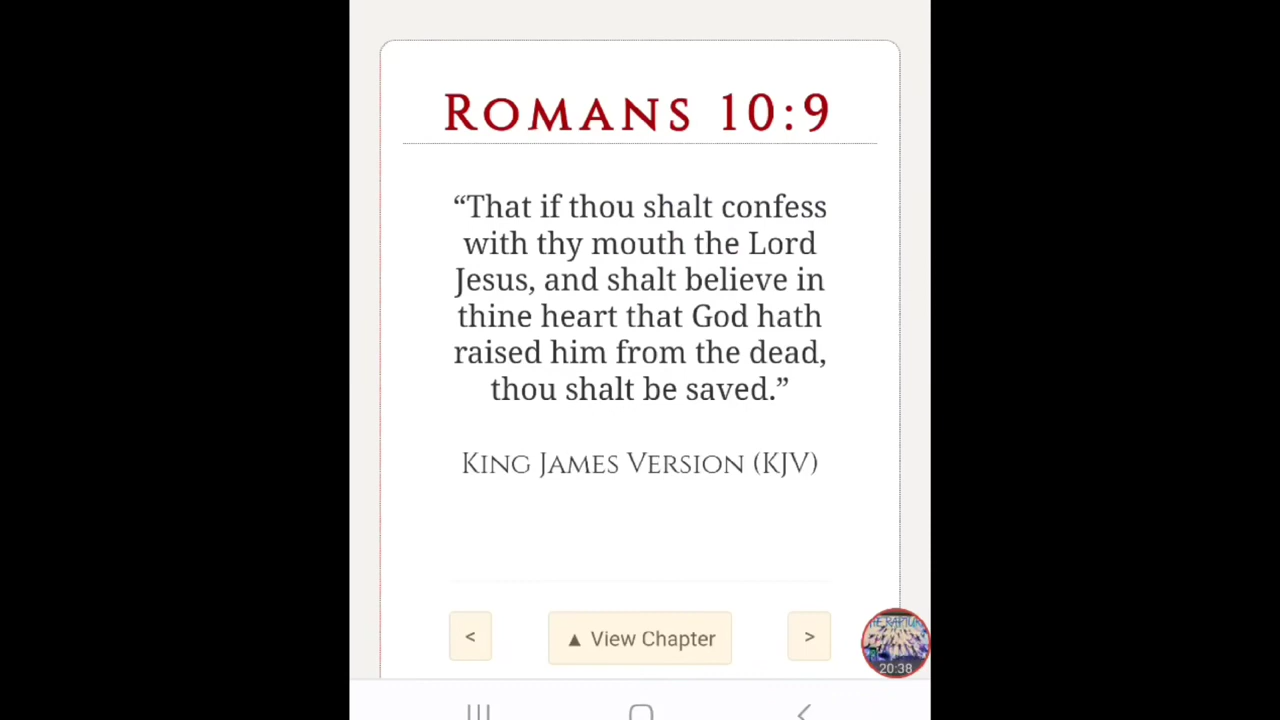 Romans 10:9
“That if thou shalt confess
with thy mouth the Lord
Jesus, and shalt believe in
thine heart that God hath
raised him from the dead,
thou shalt be saved.”
King James Version (KJV)
<
▲ View Chapter
>
THE RAPTURE
20:38